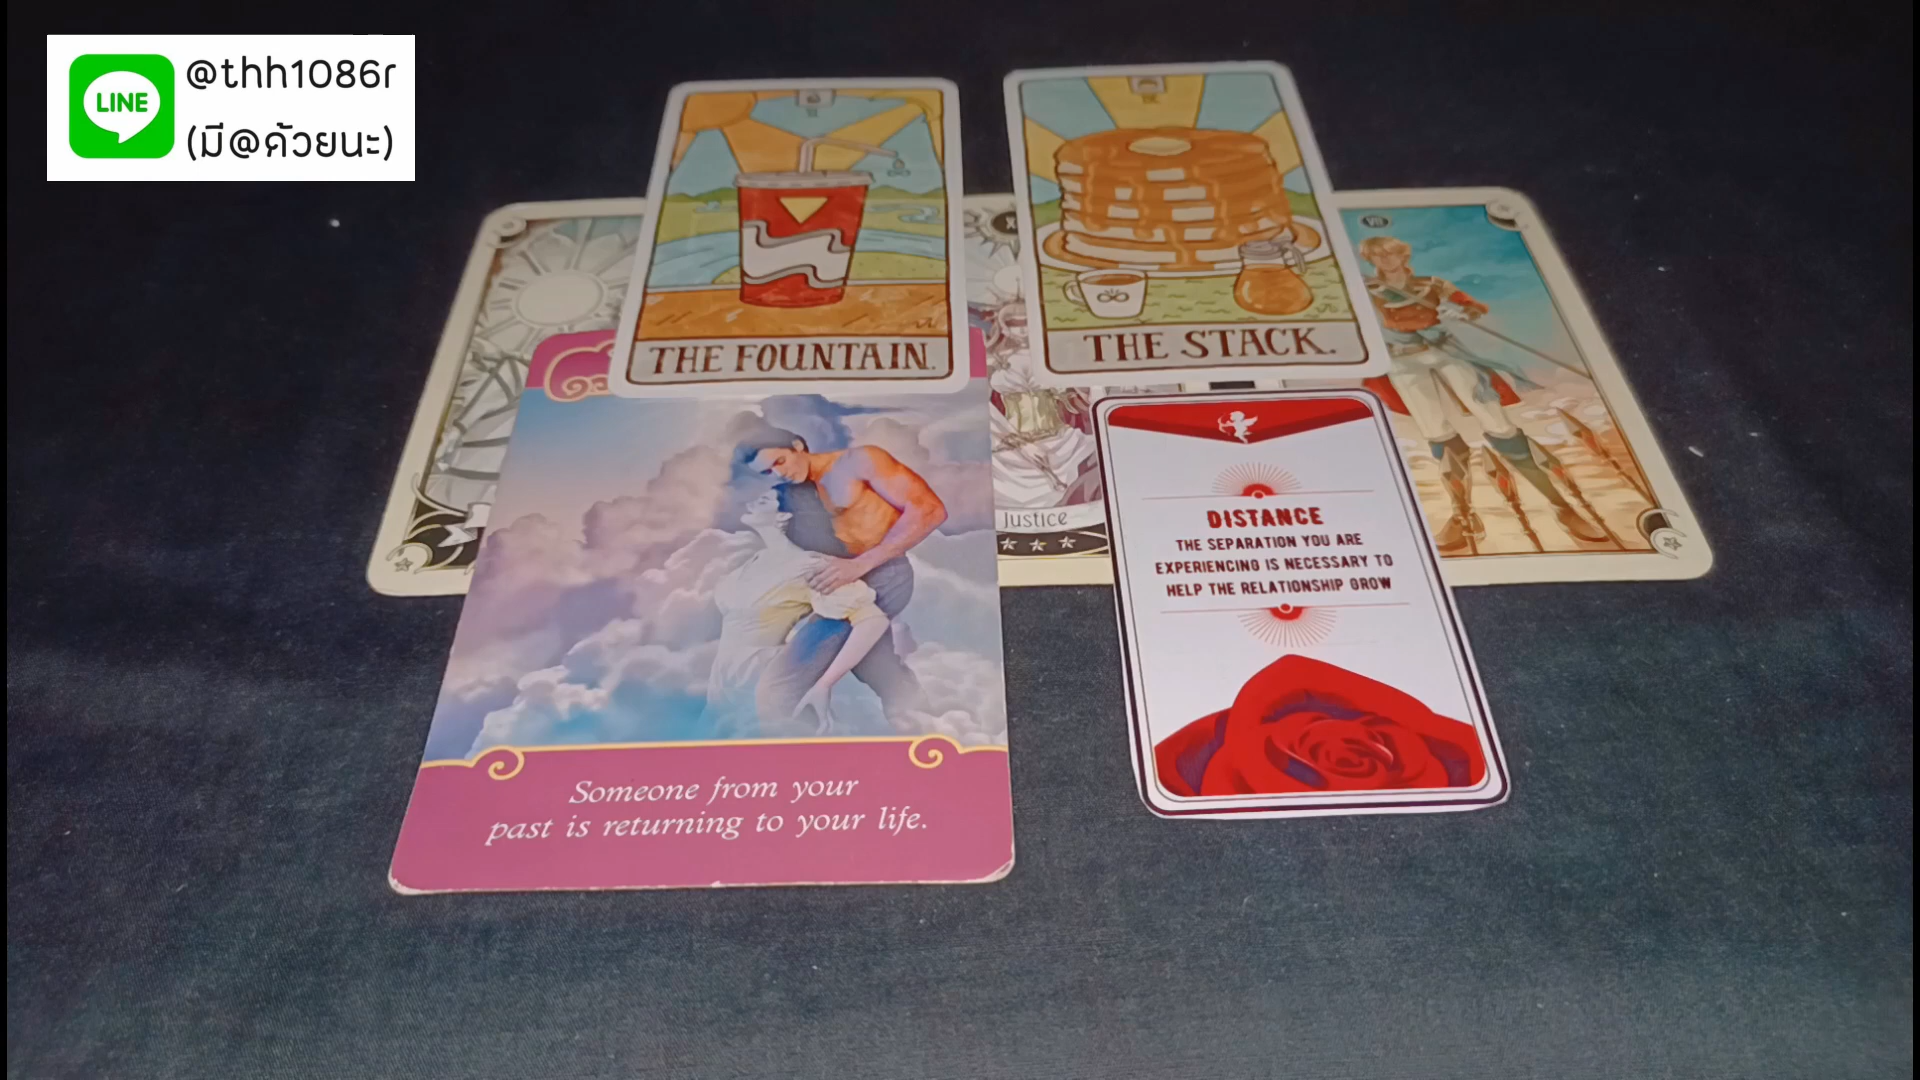 LINE
@thh1086r
(มี@ด้วยนะ)
THE FOUNTAIN.
THE STACK.
VII
Justice
DISTANCE
THE SEPARATION YOU ARE
EXPERIENCING IS NECESSARY TO
HELP THE RELATIONSHIP GROW
Someone from your
past is returning to your life.